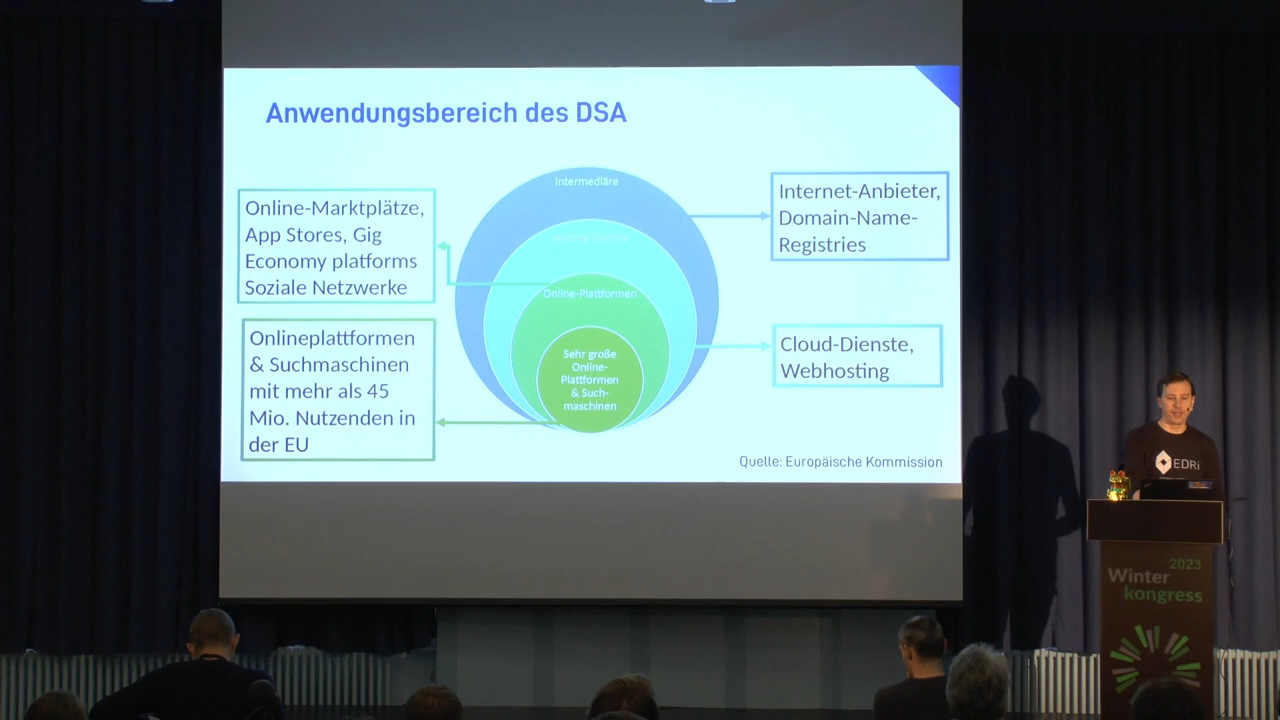 Anwendungsbereich des DSA
Online-Marktplätze,
App Stores, Gig
Economy platforms
Soziale Netzwerke
Onlineplattformen
& Suchmaschinen
mit mehr als 45
Mio. Nutzenden in
der EU
Intermediäre
Online-Plattformen
Sehr große
Online-
Plattformen
& Such-
maschinen
Internet-Anbieter,
Domain-Name-
Registries
Cloud-Dienste,
Webhosting
Quelle: Europäische Kommission
EDRi
2023
Winter
kongress